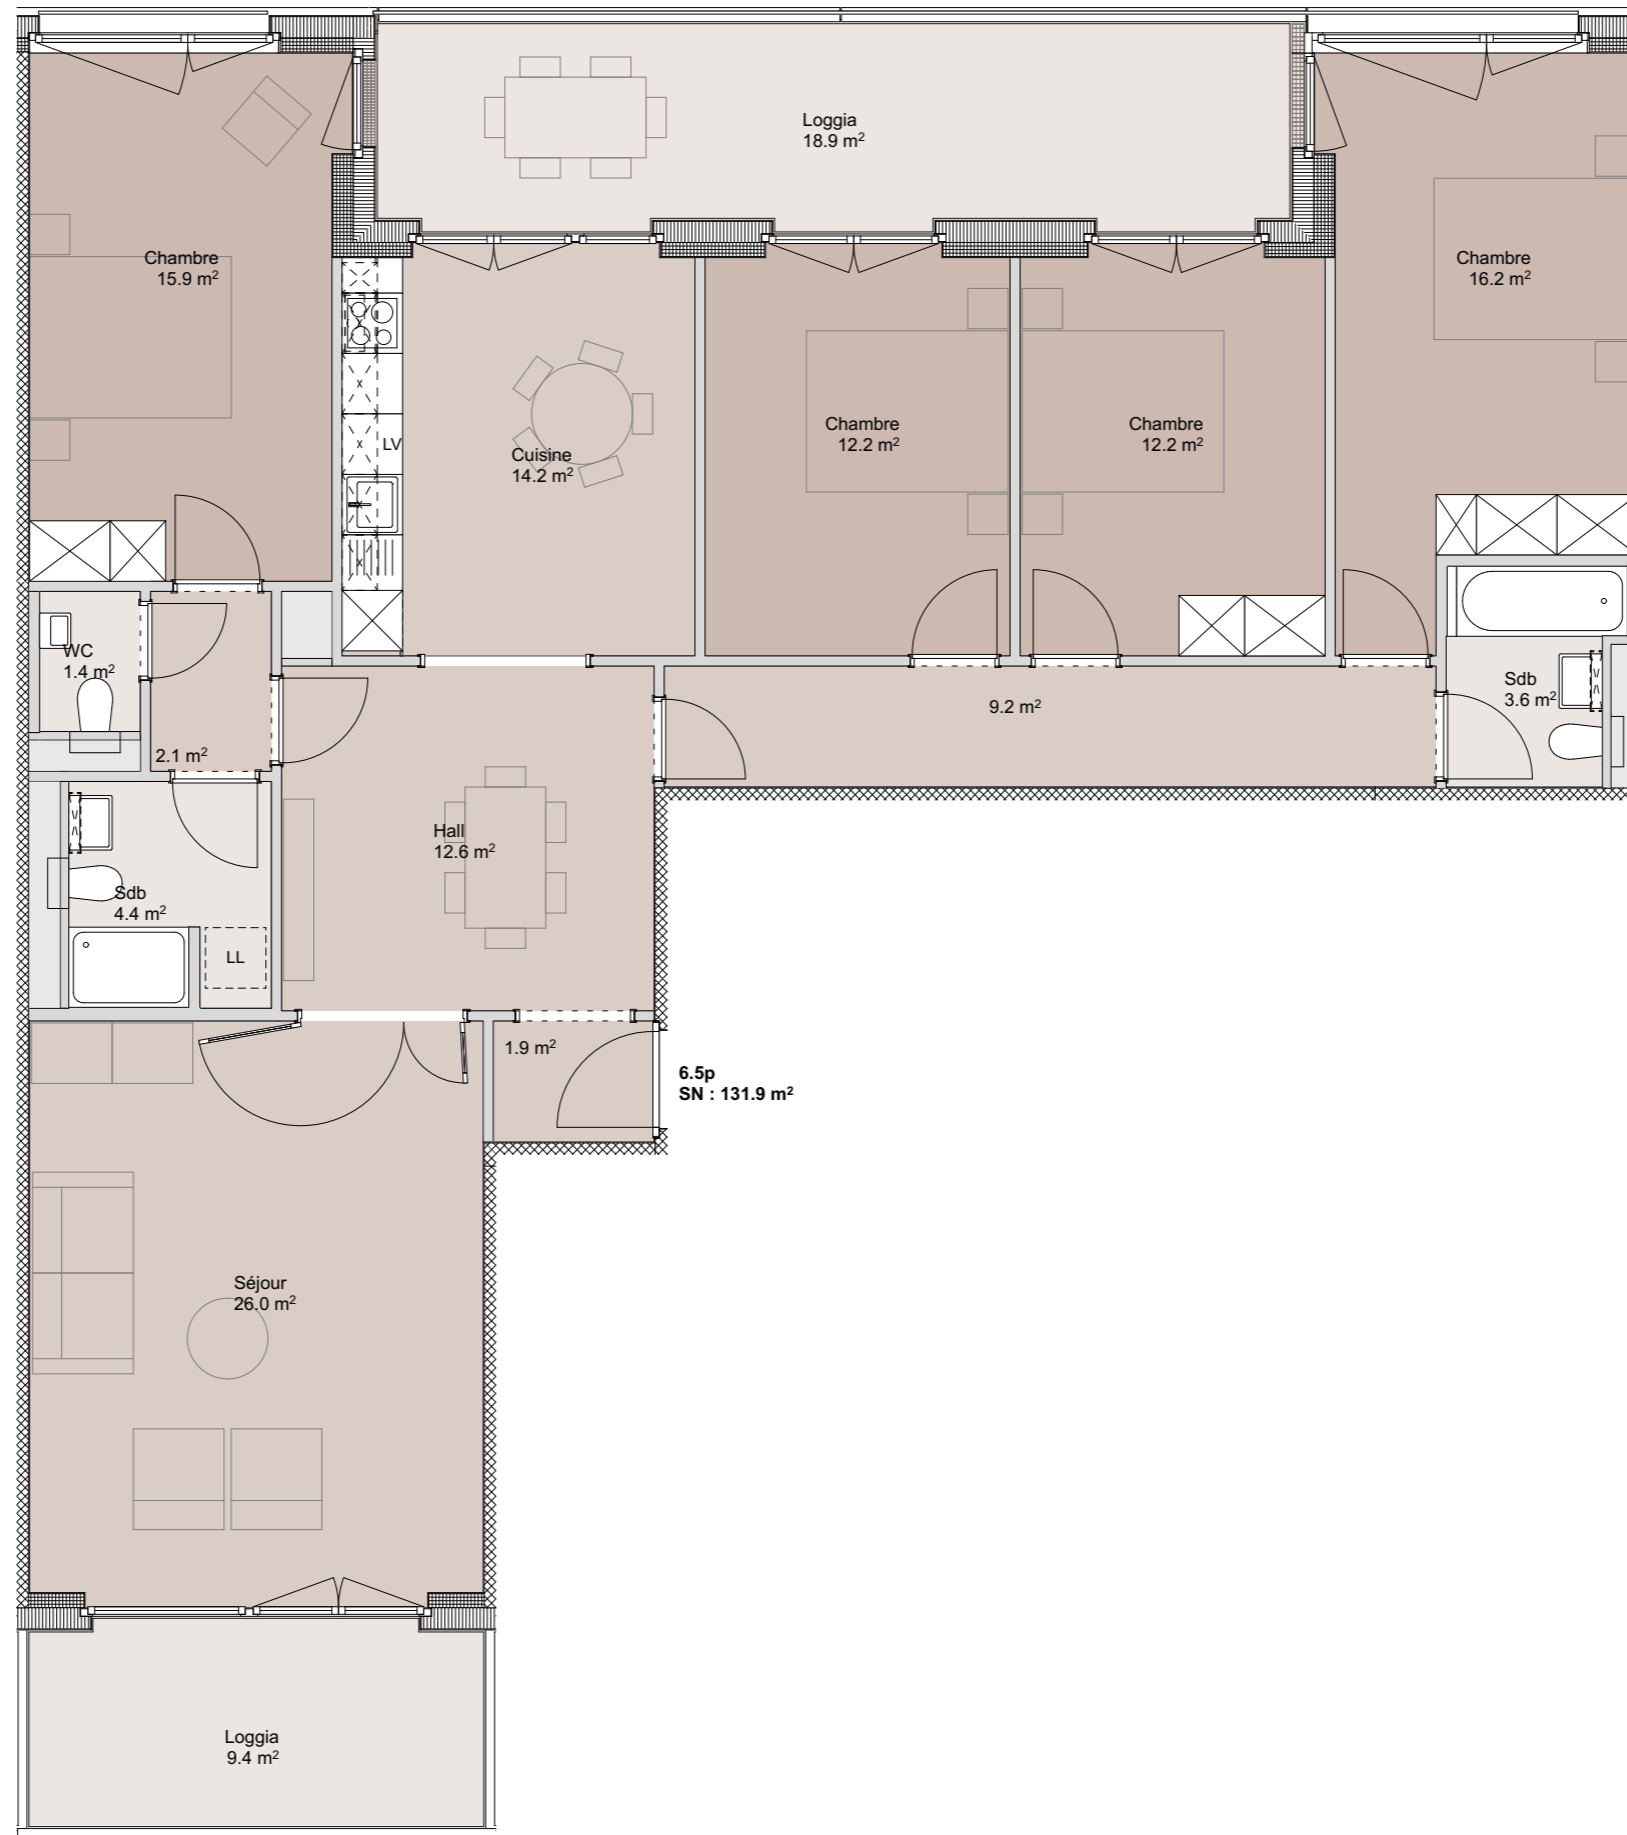 Loggia
18.9 m²
Chambre
15.9 m²
Chambre
16.2 m²
LV
Cuisine
14.2 m²
Chambre
12.2 m²
Chambre
12.2 m²
WC
1.4 m²
2.1 m²
9.2 m²
Sdb
3.6 m²
Hall
12.6 m²
Sdb
4.4 m²
LL
1.9 m²
6.5p
SN : 131.9 m²
Séjour
26.0 m²
Loggia
9.4 m²